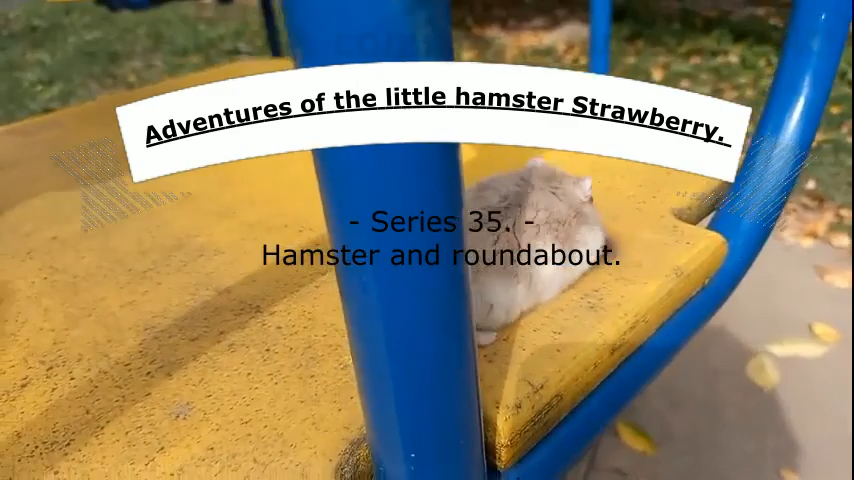 Adventures of the little hamster Strawberry.
- Series 35. -
Hamster and roundabout.